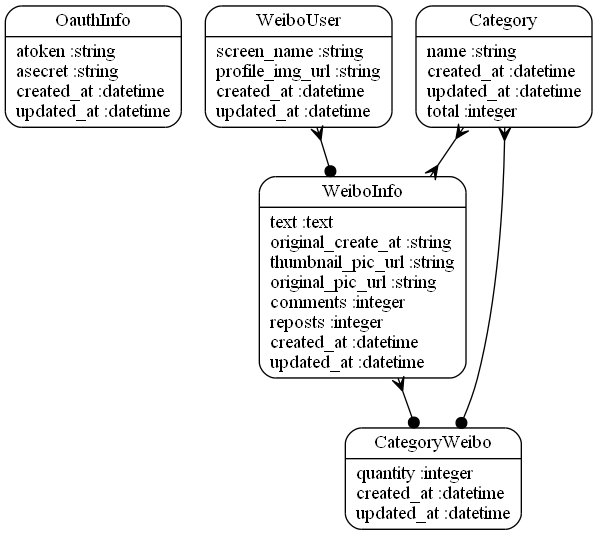 OauthInfo
atoken :string
asecret :string
created_at :datetime
updated_at :datetime
WeiboUser
screen_name :string
profile_img_url :string
created_at :datetime
updated_at :datetime
Category
name :string
created_at :datetime
updated_at :datetime
total :integer
WeiboInfo
text :text
original_create_at :string
thumbnail_pic_url :string
original_pic_url :string
comments :integer
reposts :integer
created_at :datetime
updated_at :datetime
CategoryWeibo
quantity :integer
created_at :datetime
updated_at :datetime